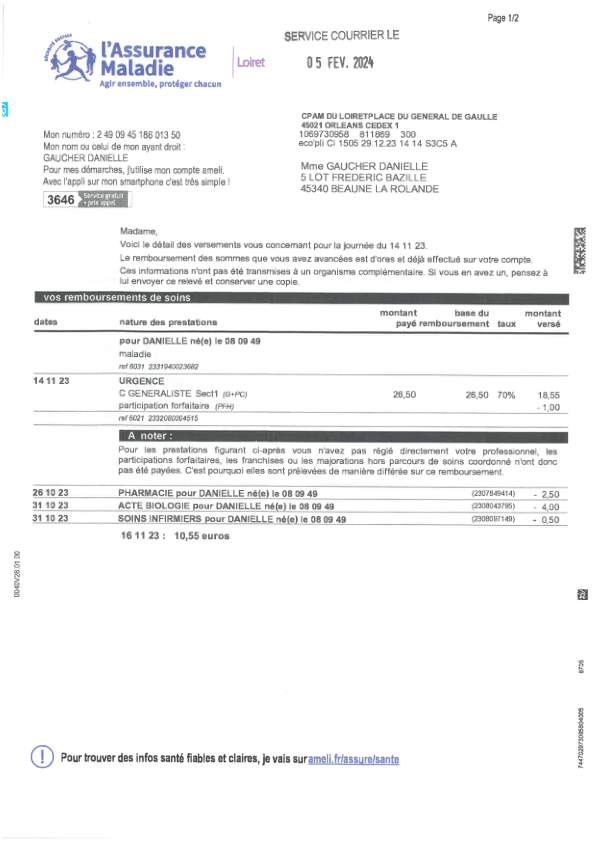 Page 1/2
SERVICE COURRIER LE
05 FEV. 2024
SÉCURITÉ SOCIALE
l'Assurance
Maladie
Agir ensemble, protéger chacun
Loiret
CPAM DU LOIRETPLACE DU GENERAL DE GAULLE
45021 ORLEANS CEDEX 1
1069730958 811869 300
eco'pli Ci 1505 29.12.23 14 14 S3C5 A
Mme GAUCHER DANIELLE
5 LOT FREDERIC BAZILLE
45340 BEAUNE LA ROLANDE
Mon numéro : 2 49 09 45 186 013 50
Mon nom ou celui de mon ayant droit :
GAUCHER DANIELLE
Pour mes démarches, j'utilise mon compte ameli.
Avec l'appli sur mon smartphone c'est très simple !
3646 Service gratuit
+ prix appel
Madame,
Voici le détail des versements vous concernant pour la journée du 14 11 23.
Le remboursement des sommes que vous avez avancées est d'ores et déjà effectué sur votre compte.
Ces informations n'ont pas été transmises à un organisme complémentaire. Si vous en avez un, pensez à
lui envoyer ce relevé et conserver une copie.
vos remboursements de soins
dates nature des prestations montant payé base du remboursement taux montant versé
pour DANIELLE né(e) le 08 09 49
maladie
ref 6031 2331940023682
14 11 23 URGENCE
C GENERALISTE Sect1 (G+PC) 26,50 26,50 70% 18,55
participation forfaitaire (PFH) - 1,00
ref 6021 2332080004515
A noter :
Pour les prestations figurant ci-après vous n'avez pas réglé directement votre professionnel, les
participations forfaitaires, les franchises ou les majorations hors parcours de soins coordonné n'ont donc
pas été payées. C'est pourquoi elles sont prélevées de manière différée sur ce remboursement.
26 10 23 PHARMACIE pour DANIELLE né(e) le 08 09 49 (2307849414) - 2,50
31 10 23 ACTE BIOLOGIE pour DANIELLE né(e) le 08 09 49 (2308043795) - 4,00
31 10 23 SOINS INFIRMIERS pour DANIELLE né(e) le 08 09 49 (2308097149) - 0,50
16 11 23 : 10,55 euros
0040V28.01.00
8705
744702973095804005
Pour trouver des infos santé fiables et claires, je vais sur ameli.fr/assure/sante